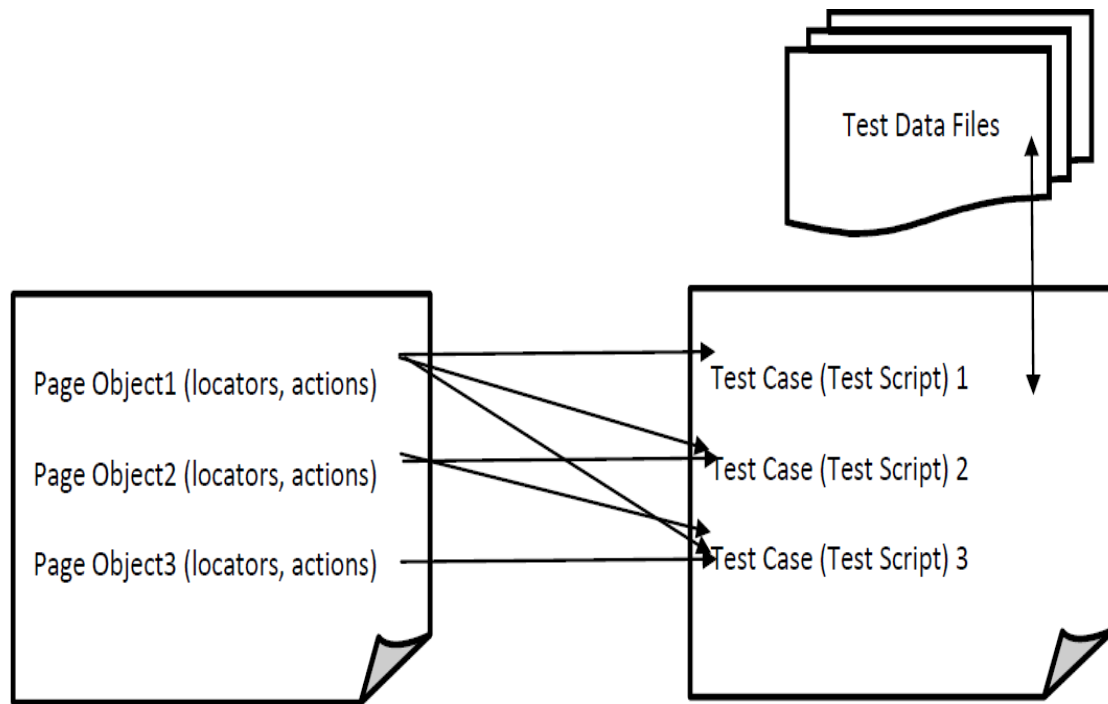 Test Data Files
Page Object1 (locators, actions)
Page Object2 (locators, actions)
Page Object3 (locators, actions)
Test Case (Test Script) 1
Test Case (Test Script) 2
Test Case (Test Script) 3